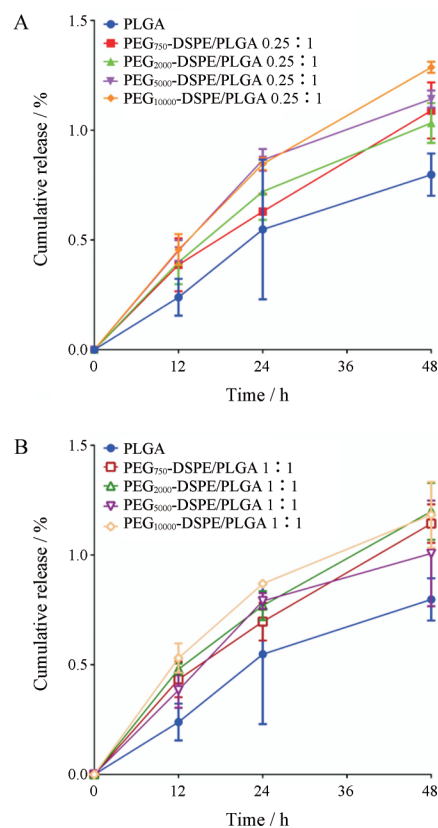 A
PLGA
PEG750-DSPE/PLGA 0.25∶1
PEG2000-DSPE/PLGA 0.25∶1
PEG5000-DSPE/PLGA 0.25∶1
PEG10000-DSPE/PLGA 0.25∶1
Cumulative release / %
1.5
1.0
0.5
0.0
0 12 24 36 48
Time / h
B
PLGA
PEG750-DSPE/PLGA 1∶1
PEG2000-DSPE/PLGA 1∶1
PEG5000-DSPE/PLGA 1∶1
PEG10000-DSPE/PLGA 1∶1
Cumulative release / %
1.5
1.0
0.5
0.0
0 12 24 36 48
Time / h